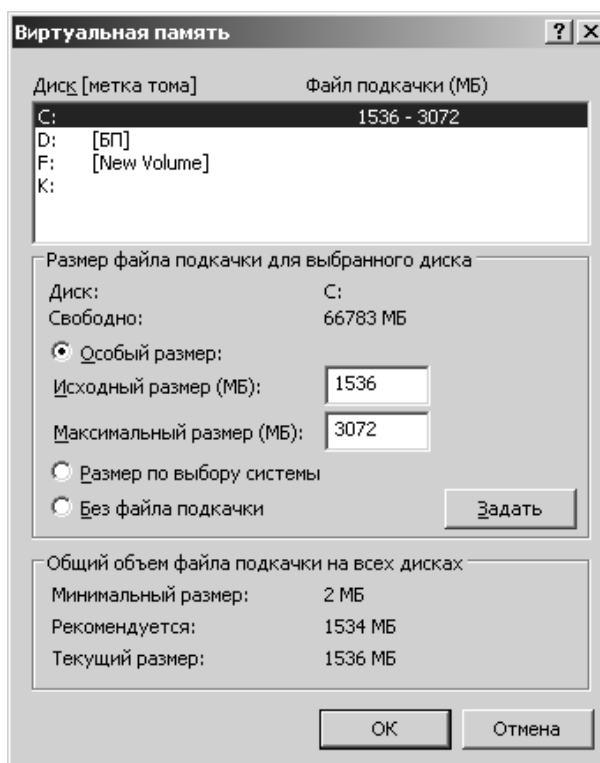 Виртуальная память
Диск [метка тома] Файл подкачки (МБ)
C: 1536 - 3072
D: [БП]
F: [New Volume]
K:
Размер файла подкачки для выбранного диска
Диск: C:
Свободно: 66783 МБ
Особый размер:
Исходный размер (МБ): 1536
Максимальный размер (МБ): 3072
Размер по выбору системы
Без файла подкачки Задать
Общий объем файла подкачки на всех дисках
Минимальный размер: 2 МБ
Рекомендуется: 1534 МБ
Текущий размер: 1536 МБ
ОК Отмена